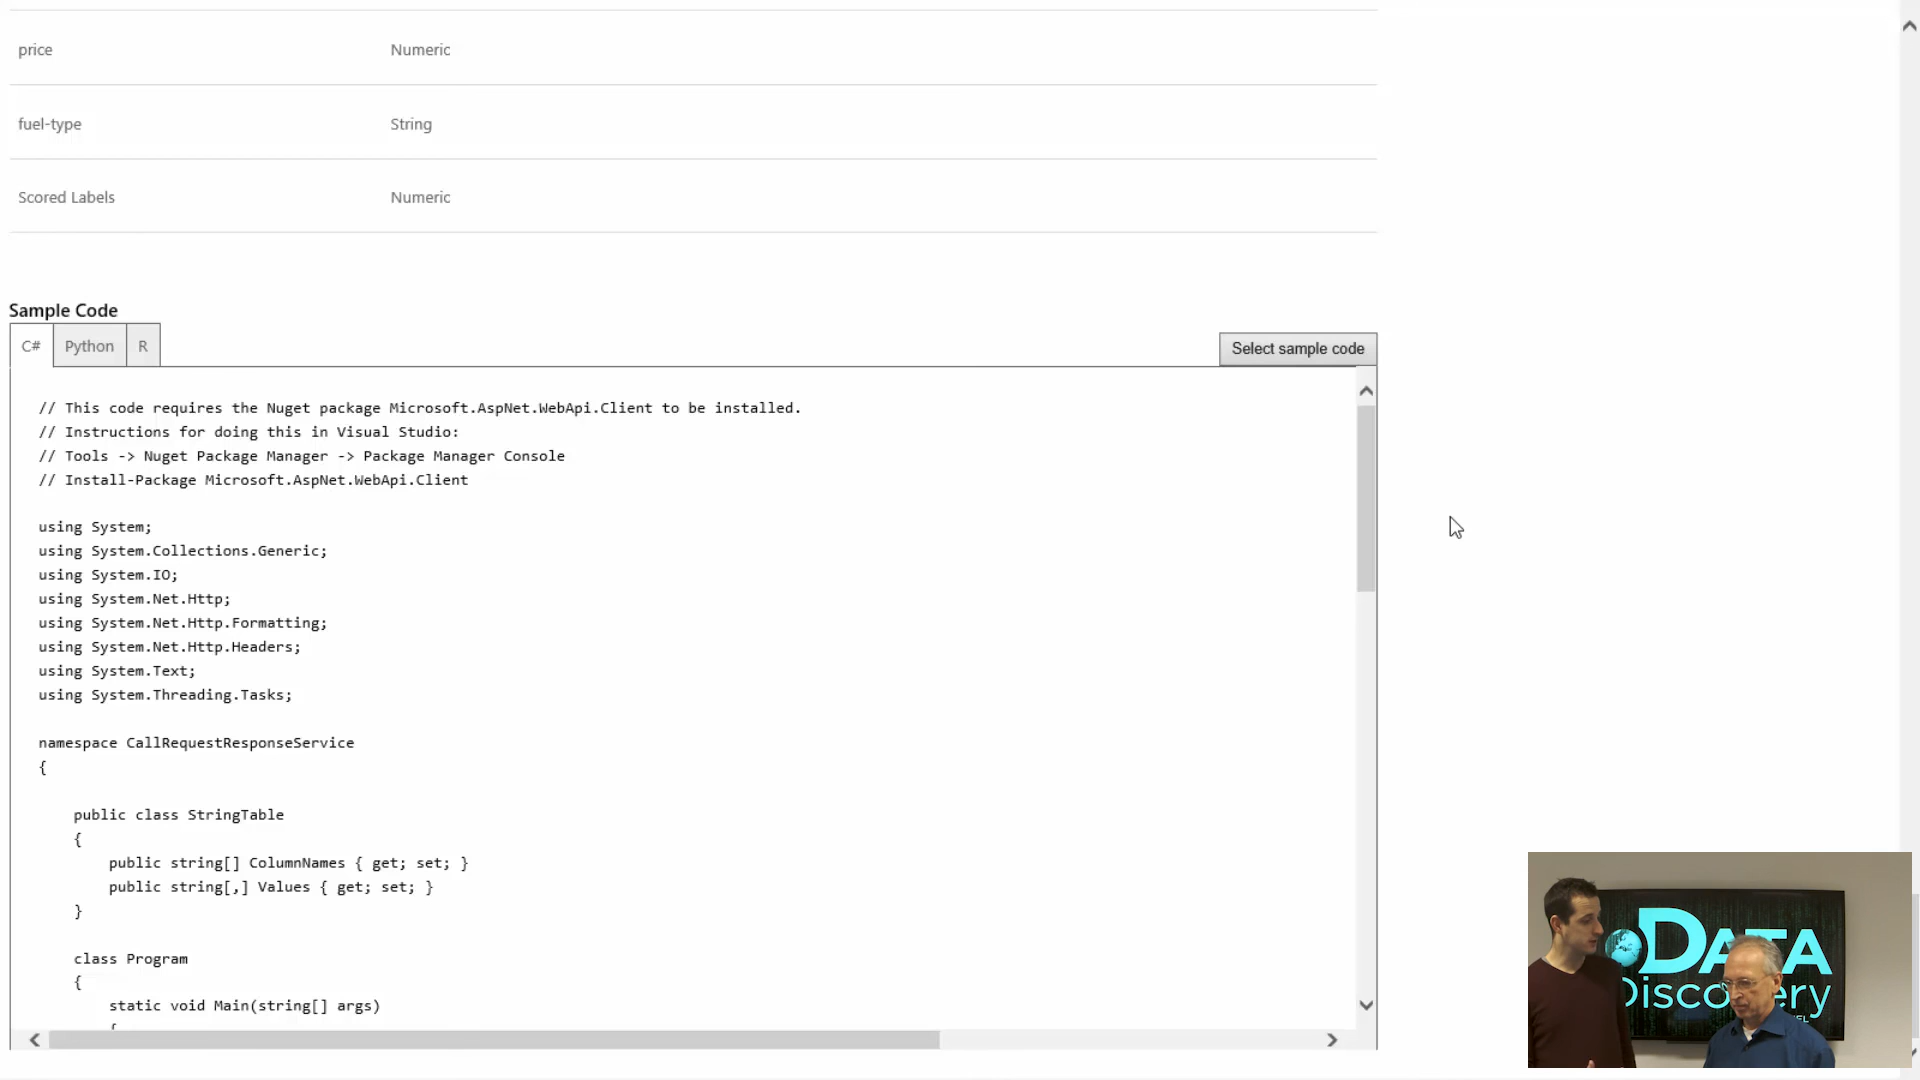 price Numeric
fuel-type String
Scored Labels Numeric
Sample Code
C# Python R Select sample code
// This code requires the Nuget package Microsoft.AspNet.WebApi.Client to be installed.
// Instructions for doing this in Visual Studio:
// Tools -> Nuget Package Manager -> Package Manager Console
// Install-Package Microsoft.AspNet.WebApi.Client
using System;
using System.Collections.Generic;
using System.IO;
using System.Net.Http;
using System.Net.Http.Formatting;
using System.Net.Http.Headers;
using System.Text;
using System.Threading.Tasks;
namespace CallRequestResponseService
{
public class StringTable
{
public string[] ColumnNames { get; set; }
public string[,] Values { get; set; }
}
class Program
{
static void Main(string[] args)
{
DATA
Discovery